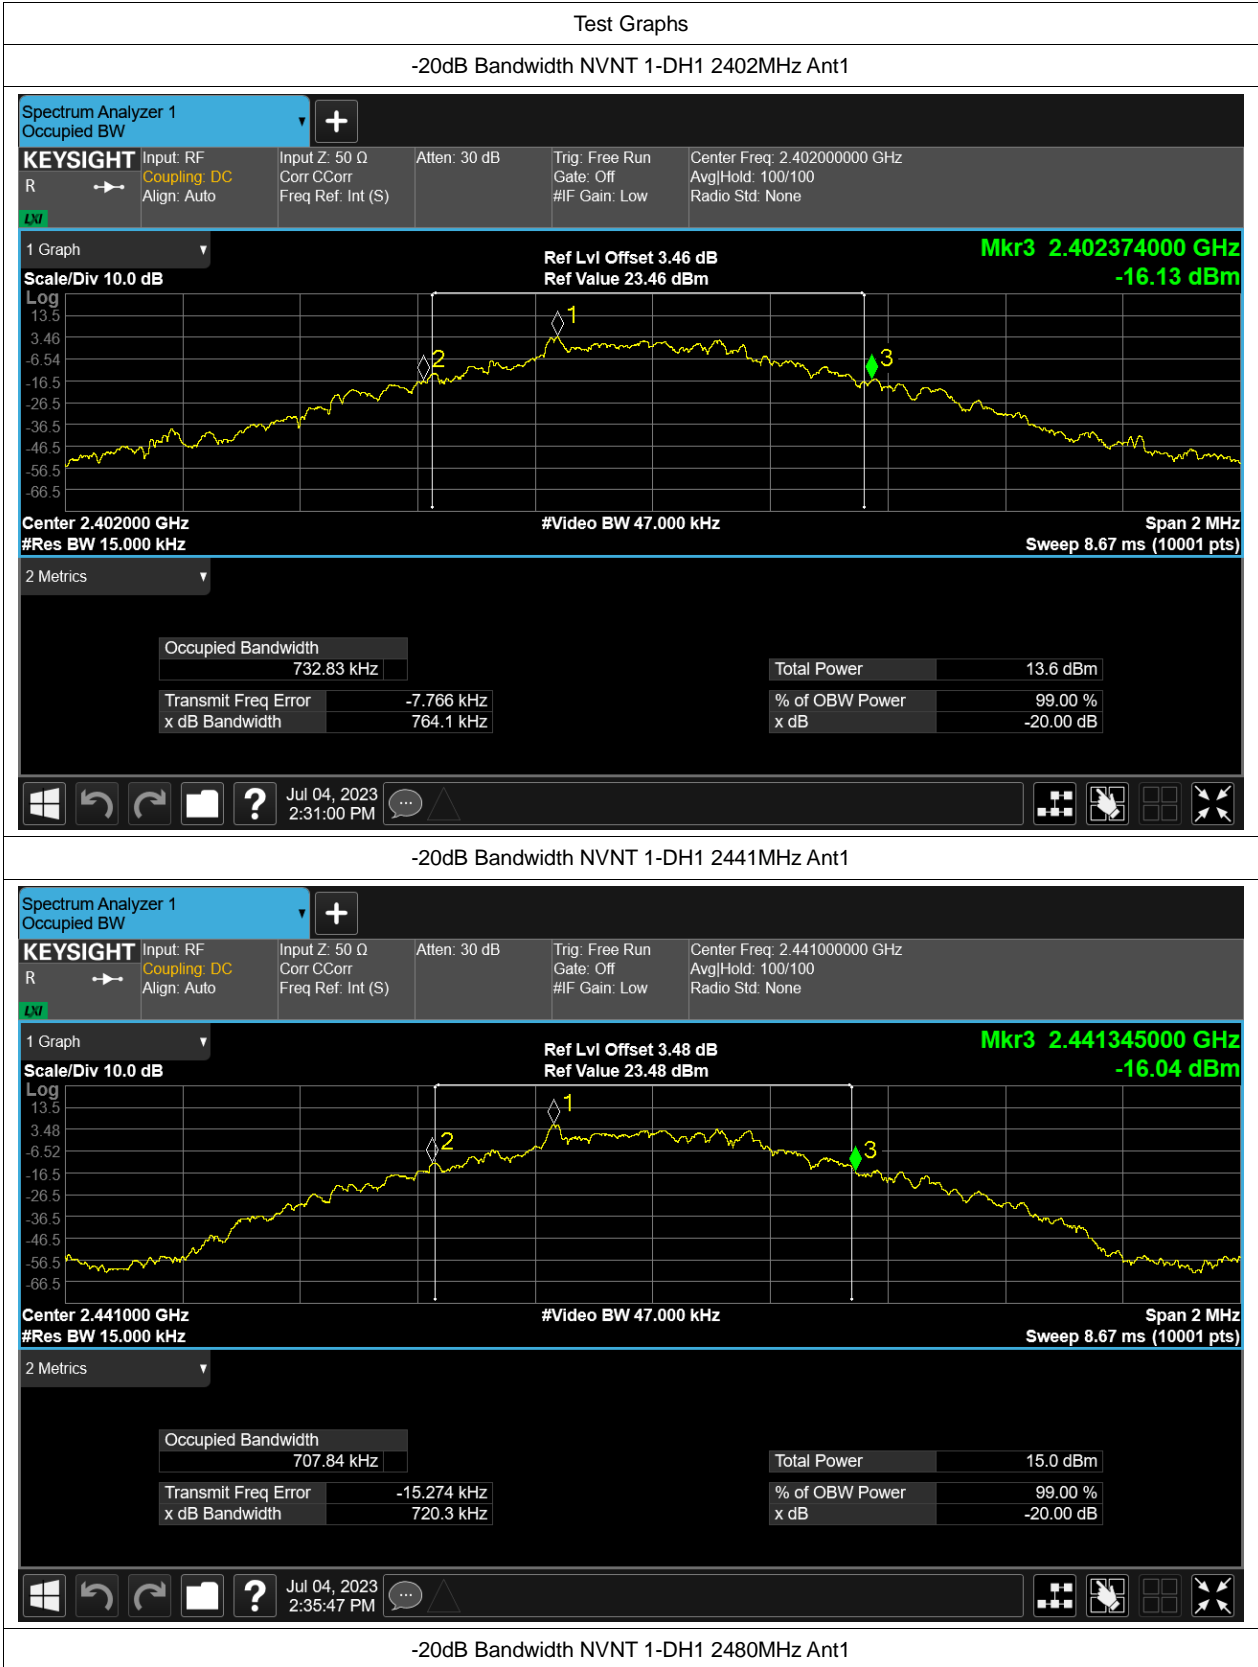 Test Graphs
-20dB Bandwidth NVNT 1-DH1 2402MHz Ant1
Spectrum Analyzer 1
Occupied BW
KEYSIGHT Input: RF Input Z: 50 Ω Atten: 30 dB Trig: Free Run Center Freq: 2.402000000 GHz
R Coupling: DC Corr CCorr Gate: Off Avg|Hold: 100/100
Align: Auto Freq Ref: Int (S) #IF Gain: Low Radio Std: None
LXI
1 Graph Ref Lvl Offset 3.46 dB Mkr3 2.402374000 GHz
Scale/Div 10.0 dB Ref Value 23.46 dBm -16.13 dBm
Log
13.5 1
3.46
-6.54 2 3
-16.5
-26.5
-36.5
-46.5
-56.5
-66.5
Center 2.402000 GHz #Video BW 47.000 kHz Span 2 MHz
#Res BW 15.000 kHz Sweep 8.67 ms (10001 pts)
2 Metrics
Occupied Bandwidth
732.83 kHz Total Power 13.6 dBm
Transmit Freq Error -7.766 kHz % of OBW Power 99.00 %
x dB Bandwidth 764.1 kHz x dB -20.00 dB
Jul 04, 2023
2:31:00 PM
-20dB Bandwidth NVNT 1-DH1 2441MHz Ant1
Spectrum Analyzer 1
Occupied BW
KEYSIGHT Input: RF Input Z: 50 Ω Atten: 30 dB Trig: Free Run Center Freq: 2.441000000 GHz
R Coupling: DC Corr CCorr Gate: Off Avg|Hold: 100/100
Align: Auto Freq Ref: Int (S) #IF Gain: Low Radio Std: None
LXI
1 Graph Ref Lvl Offset 3.48 dB Mkr3 2.441345000 GHz
Scale/Div 10.0 dB Ref Value 23.48 dBm -16.04 dBm
Log
13.5 1
3.48
-6.52 2 3
-16.5
-26.5
-36.5
-46.5
-56.5
-66.5
Center 2.441000 GHz #Video BW 47.000 kHz Span 2 MHz
#Res BW 15.000 kHz Sweep 8.67 ms (10001 pts)
2 Metrics
Occupied Bandwidth
707.84 kHz Total Power 15.0 dBm
Transmit Freq Error -15.274 kHz % of OBW Power 99.00 %
x dB Bandwidth 720.3 kHz x dB -20.00 dB
Jul 04, 2023
2:35:47 PM
-20dB Bandwidth NVNT 1-DH1 2480MHz Ant1